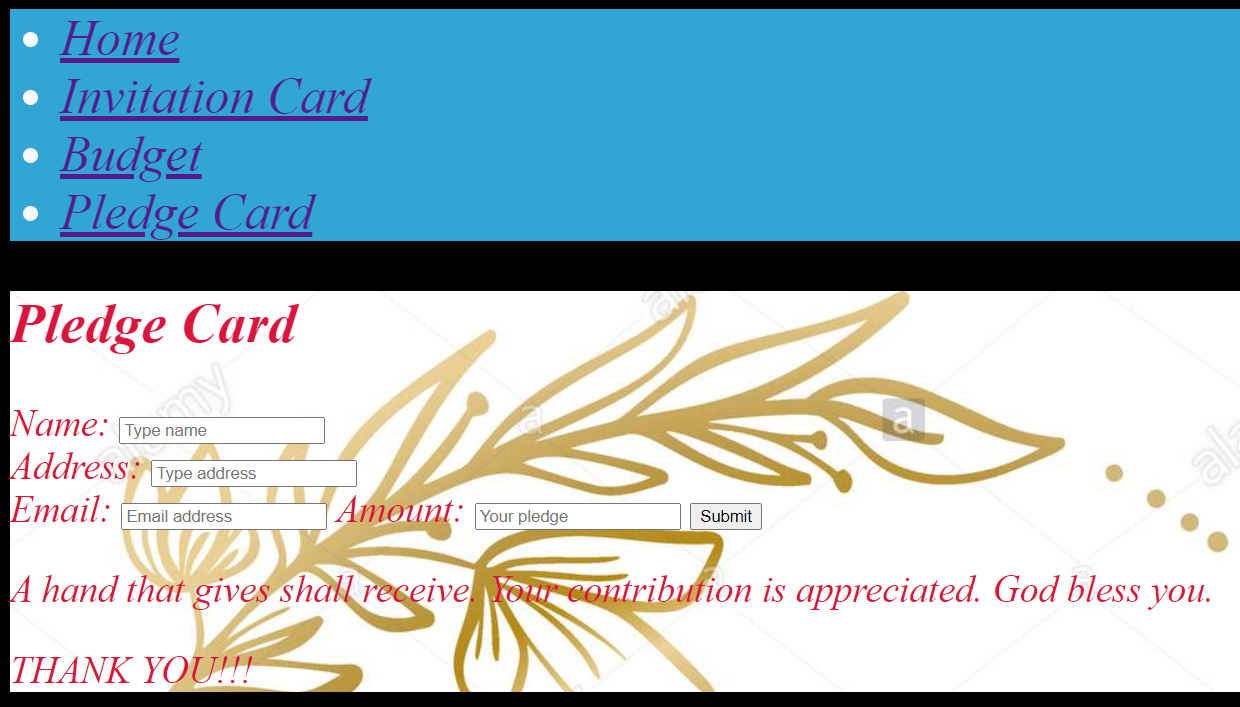 Home
Invitation Card
Budget
Pledge Card
Pledge Card
Name: Type name
Address: Type address
Email: Email address Amount: Your pledge Submit
A hand that gives shall receive. Your contribution is appreciated. God bless you.
THANK YOU!!!
alamy
a
a